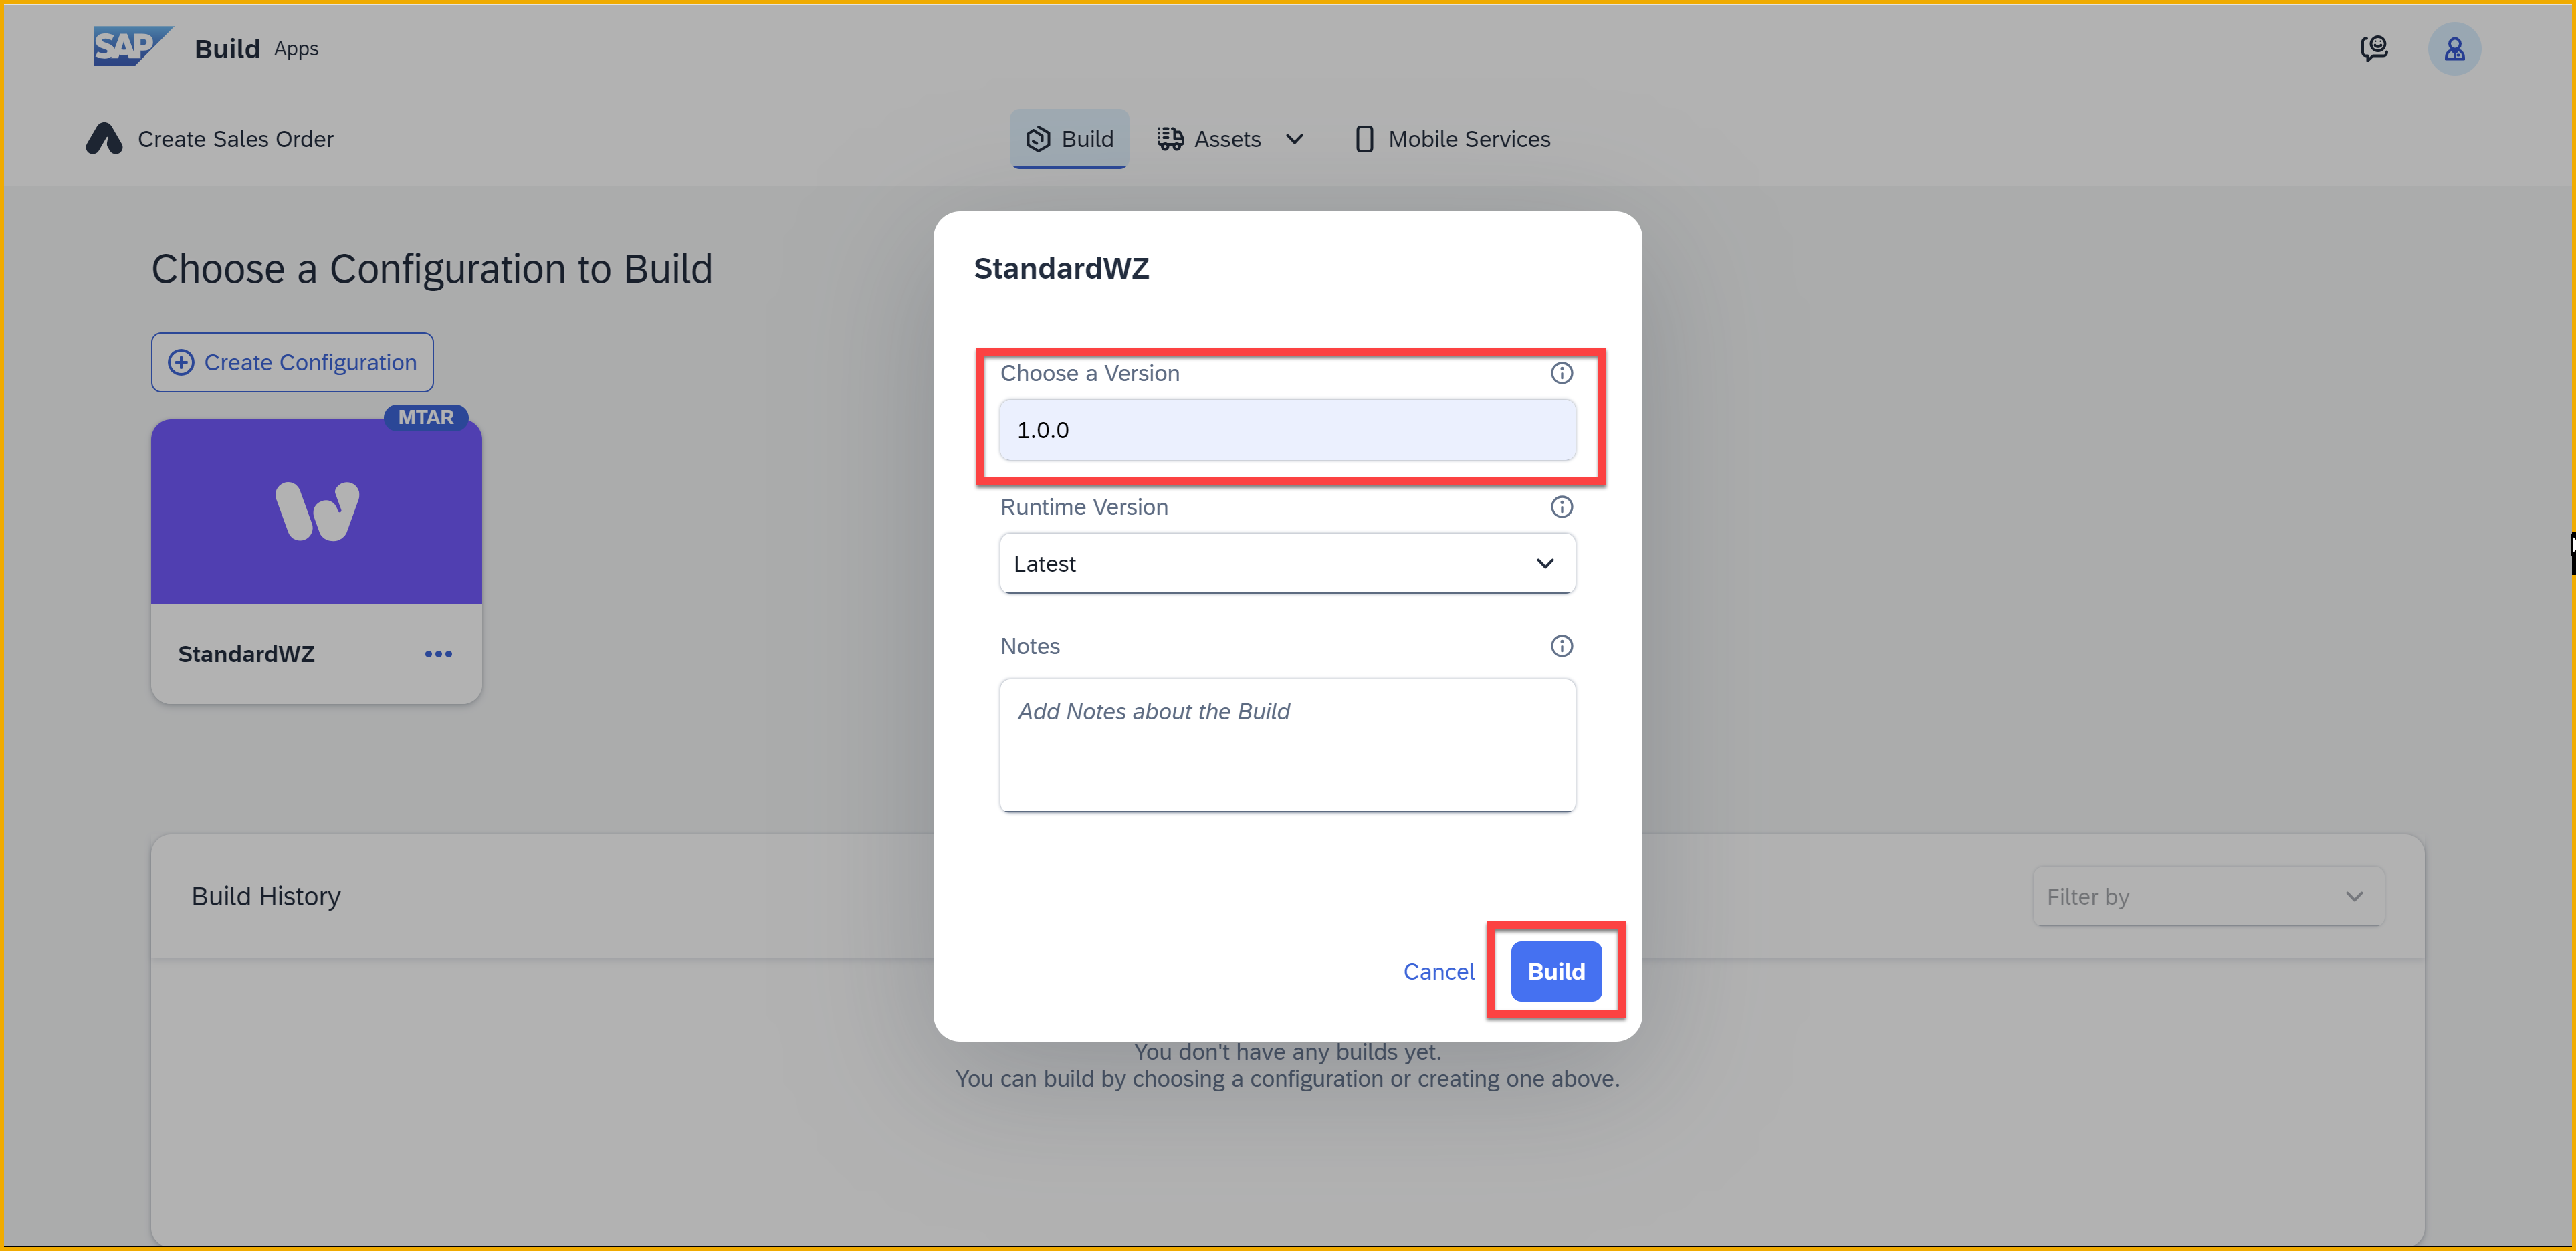 SAP Build Apps
Create Sales Order
Build
Assets
Mobile Services
Choose a Configuration to Build
Create Configuration
MTAR
StandardWZ
StandardWZ
Choose a Version
1.0.0
Runtime Version
Latest
Notes
Add Notes about the Build
Cancel
Build
Build History
Filter by
You don't have any builds yet.
You can build by choosing a configuration or creating one above.